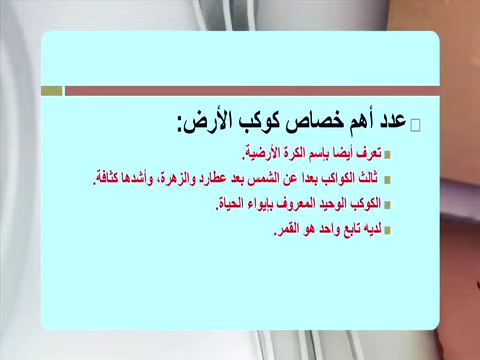 عدد أهم خصاص كوكب الأرض:
تعرف أيضا بإسم الكرة الأرضية.
ثالث الكواكب بعدا عن الشمس بعد عطارد والزهرة، وأشدها كثافة.
الكوكب الوحيد المعروف بإيواء الحياة.
لديه تابع واحد هو القمر.